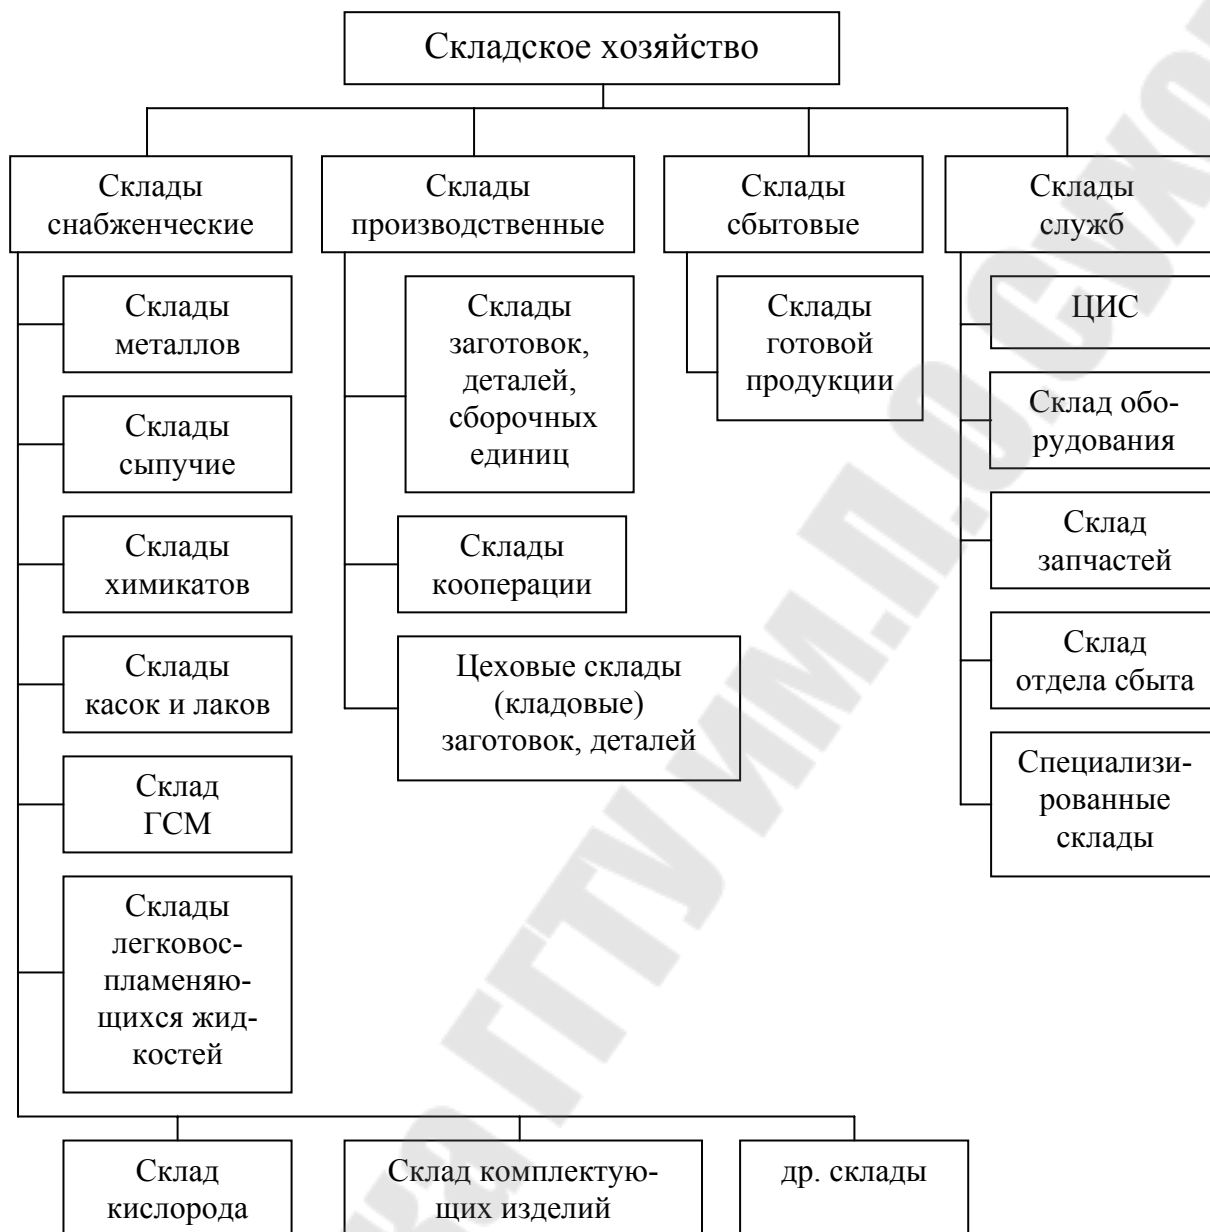 Складское хозяйство
Склады
снабженческие
Склады
производственные
Склады
сбытовые
Склады
служб
Склады
металлов
Склады
сыпучие
Склады
химикатов
Склады
касок и лаков
Склад
ГСМ
Склады
легковос-
пламеняю-
щихся жид-
костей
Склад
кислорода
Склад комплектую-
щих изделий
др. склады
Склады
заготовок,
деталей,
сборочных
единиц
Склады
кооперации
Цеховые склады
(кладовые)
заготовок, деталей
Склады
готовой
продукции
ЦИС
Склад обо-
рудования
Склад
запчастей
Склад
отдела сбыта
Специализи-
рованные
склады
ГГТУ ИМ.П.О.